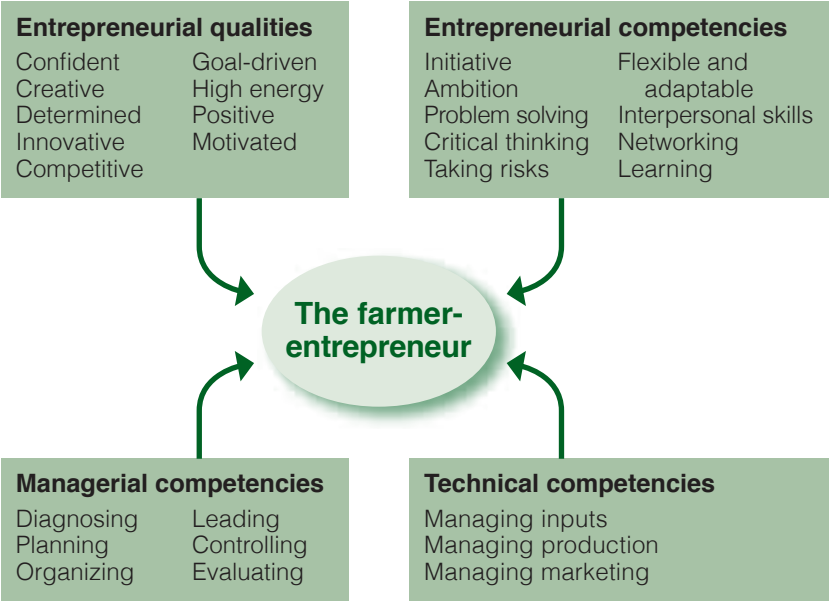 Entrepreneurial qualities
Confident
Creative
Determined
Innovative
Competitive
Goal-driven
High energy
Positive
Motivated
Entrepreneurial competencies
Initiative
Ambition
Problem solving
Critical thinking
Taking risks
Flexible and
adaptable
Interpersonal skills
Networking
Learning
The farmer-
entrepreneur
Managerial competencies
Diagnosing
Planning
Organizing
Leading
Controlling
Evaluating
Technical competencies
Managing inputs
Managing production
Managing marketing